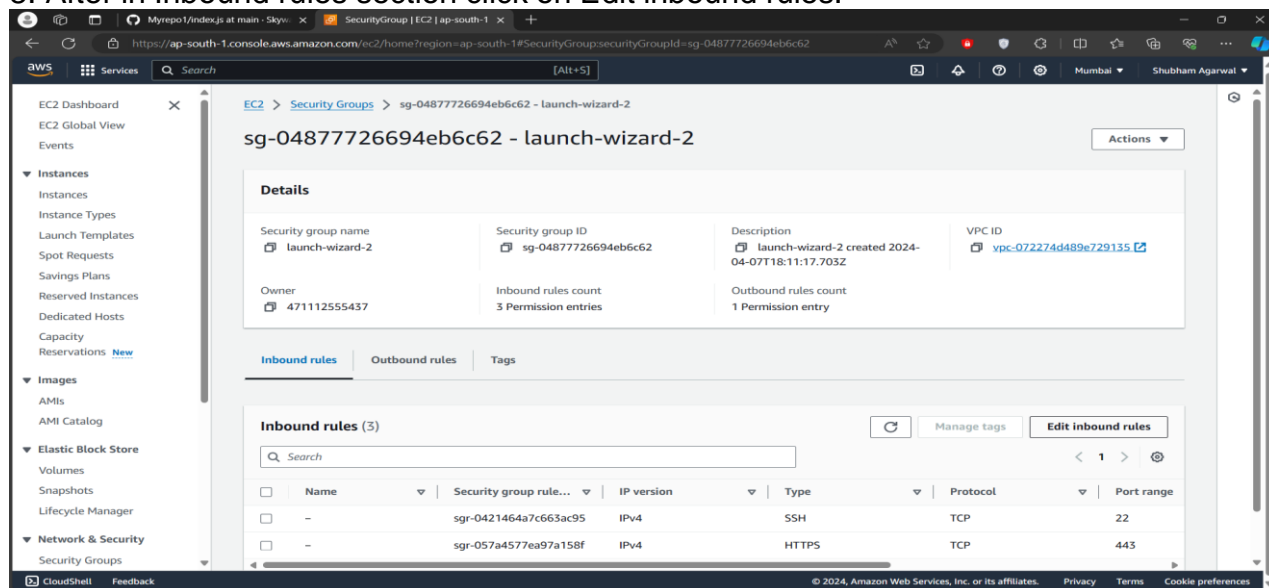 Myrepo1/index.js at main · Skyw
SecurityGroup | EC2 | ap-south-1
https://ap-south-1.console.aws.amazon.com/ec2/home?region=ap-south-1#SecurityGroup:securityGroupId=sg-04877726694eb6c62
aws Services Search [Alt+S] Mumbai Shubham Agarwal
EC2 Dashboard
EC2 Global View
Events
Instances
Instances
Instance Types
Launch Templates
Spot Requests
Savings Plans
Reserved Instances
Dedicated Hosts
Capacity
Reservations New
Images
AMIs
AMI Catalog
Elastic Block Store
Volumes
Snapshots
Lifecycle Manager
Network & Security
Security Groups
EC2 > Security Groups > sg-04877726694eb6c62 - launch-wizard-2
sg-04877726694eb6c62 - launch-wizard-2
Actions
Details
Security group name
launch-wizard-2
Security group ID
sg-04877726694eb6c62
Description
launch-wizard-2 created 2024-
04-07T18:11:17.703Z
VPC ID
vpc-072274d489e729135
Owner
471112555437
Inbound rules count
3 Permission entries
Outbound rules count
1 Permission entry
Inbound rules Outbound rules Tags
Inbound rules (3) Manage tags Edit inbound rules
Search
1
Name Security group rule... IP version Type Protocol Port range
– sgr-0421464a7c663ac95 IPv4 SSH TCP 22
– sgr-057a4577ea97a158f IPv4 HTTPS TCP 443
CloudShell Feedback © 2024, Amazon Web Services, Inc. or its affiliates. Privacy Terms Cookie preferences